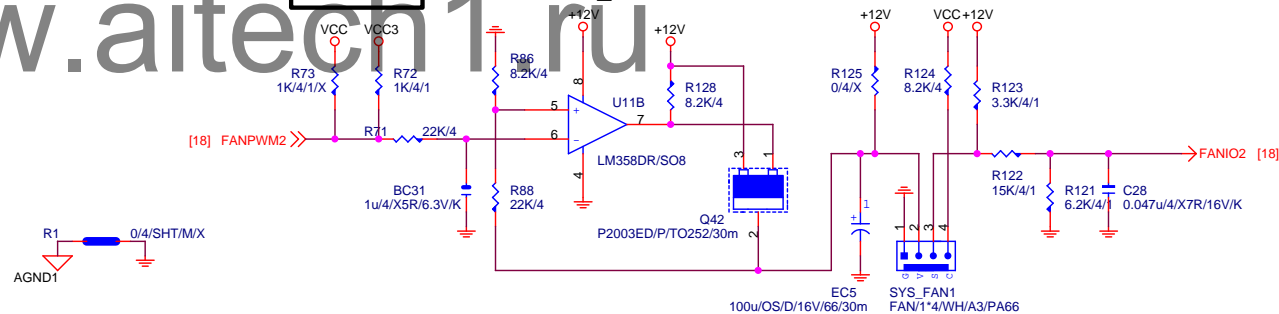 www.aitech1.ru
VCC
VCC3
+12V
+12V
+12V
VCC
+12V
R73
1K/4/1/X
R72
1K/4/1
R86
8.2K/4
8
R128
8.2K/4
R125
0/4/X
R124
8.2K/4
R123
3.3K/4/1
U11B
5
+
6
-
7
4
LM358DR/SO8
[18] FANPWM2
R71
22K/4
BC31
1u/4/X5R/6.3V/K
R88
22K/4
3
1
2
Q42
P2003ED/P/TO252/30m
R122
15K/4/1
FANIO2 [18]
R121
6.2K/4/1
C28
0.047u/4/X7R/16V/K
+
1
EC5
100u/OS/D/16V/66/30m
1
2
3
4
G
V
S
C
SYS_FAN1
FAN/1*4/WH/A3/PA66
R1
0/4/SHT/M/X
AGND1